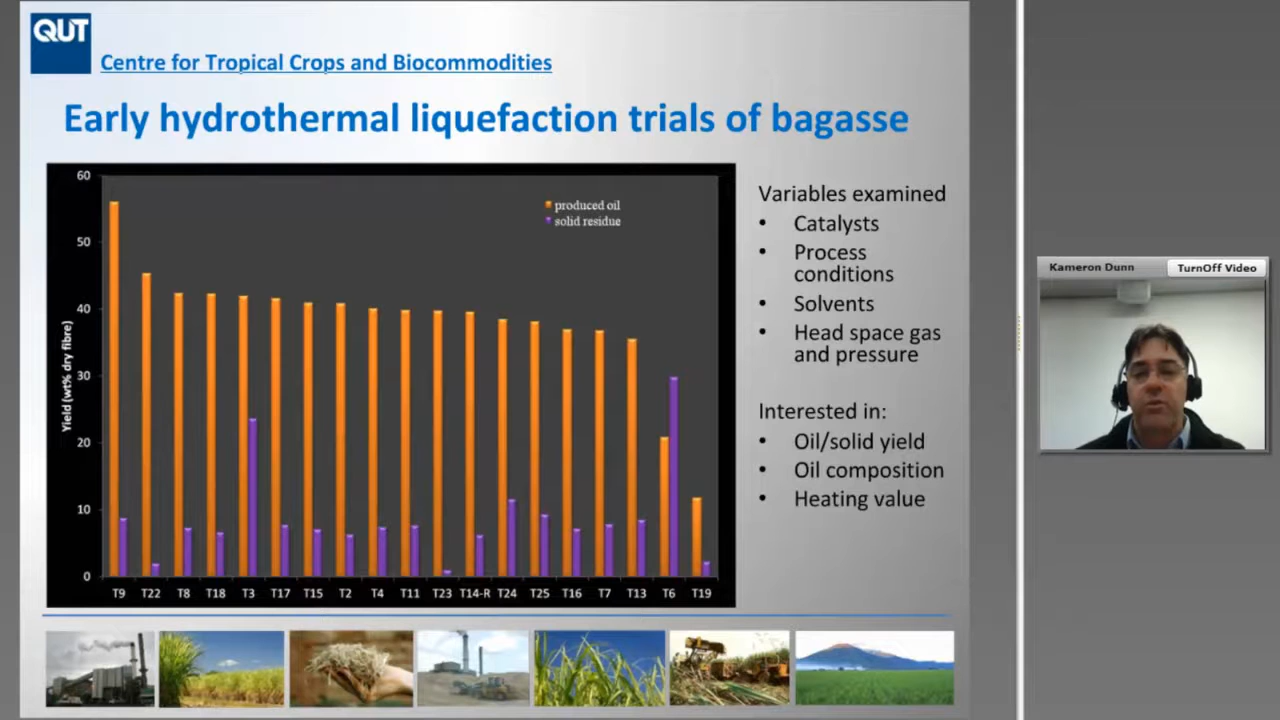 QUT
Centre for Tropical Crops and Biocommodities
Early hydrothermal liquefaction trials of bagasse
60
50
40
30
20
10
0
Yield (wt% dry fibre)
produced oil
solid residue
T9 T22 T8 T18 T3 T17 T15 T2 T4 T11 T23 T14-R T24 T25 T16 T7 T13 T6 T19
Variables examined
• Catalysts
• Process
conditions
• Solvents
• Head space gas
and pressure
Interested in:
• Oil/solid yield
• Oil composition
• Heating value
Kameron Dunn
TurnOff Video